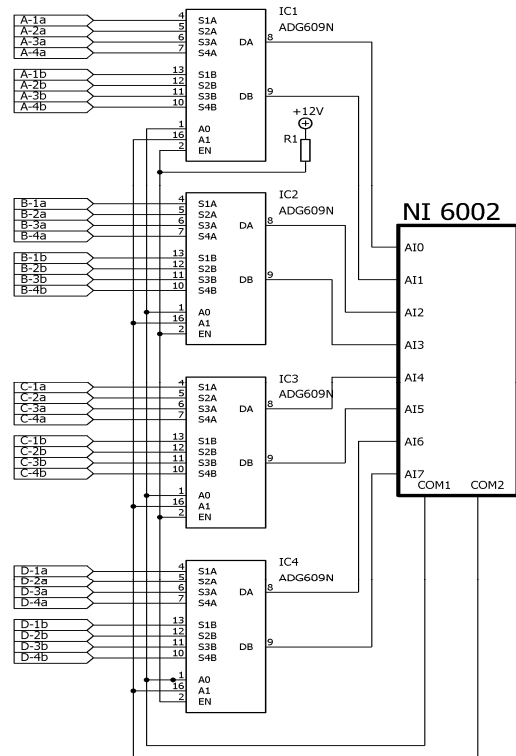 IC1
ADG609N
A-1a 4 S1A
A-2a 5 S2A
A-3a 6 S3A DA 8
A-4a 7 S4A
A-1b 13 S1B
A-2b 12 S2B
A-3b 11 S3B DB 9
A-4b 10 S4B
1 A0
16 A1
2 EN
+12V
R1
IC2
ADG609N
B-1a 4 S1A
B-2a 5 S2A
B-3a 6 S3A DA 8
B-4a 7 S4A
B-1b 13 S1B
B-2b 12 S2B
B-3b 11 S3B DB 9
B-4b 10 S4B
1 A0
16 A1
2 EN
NI 6002
AI0
AI1
AI2
AI3
AI4
AI5
AI6
AI7
COM1 COM2
IC3
ADG609N
C-1a 4 S1A
C-2a 5 S2A
C-3a 6 S3A DA 8
C-4a 7 S4A
C-1b 13 S1B
C-2b 12 S2B
C-3b 11 S3B DB 9
C-4b 10 S4B
1 A0
16 A1
2 EN
IC4
ADG609N
D-1a 4 S1A
D-2a 5 S2A
D-3a 6 S3A DA 8
D-4a 7 S4A
D-1b 13 S1B
D-2b 12 S2B
D-3b 11 S3B DB 9
D-4b 10 S4B
1 A0
16 A1
2 EN